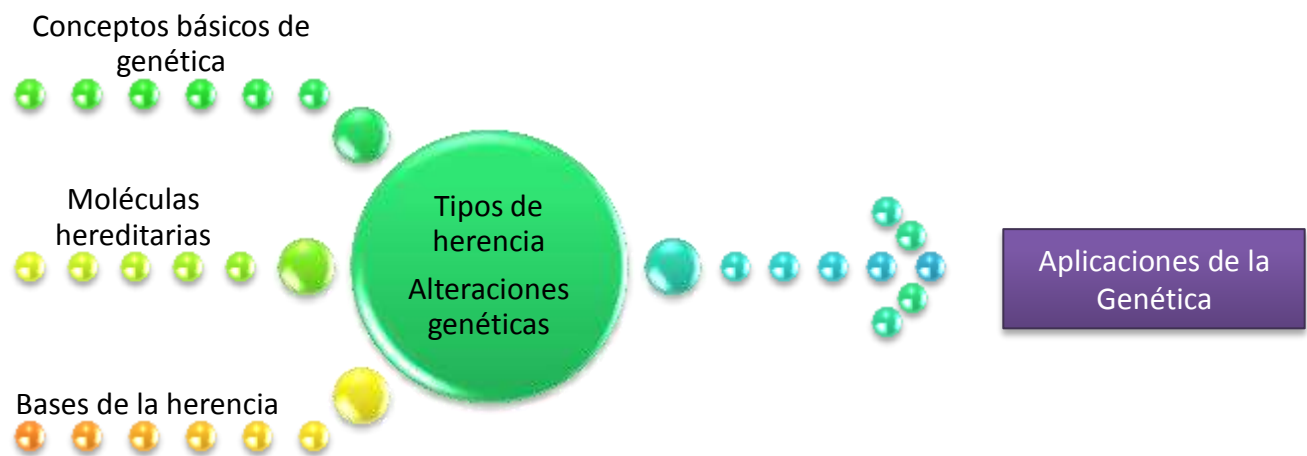 Conceptos básicos de
genética
Moléculas
hereditarias
Bases de la herencia
Tipos de
herencia
Alteraciones
genéticas
Aplicaciones de la
Genética